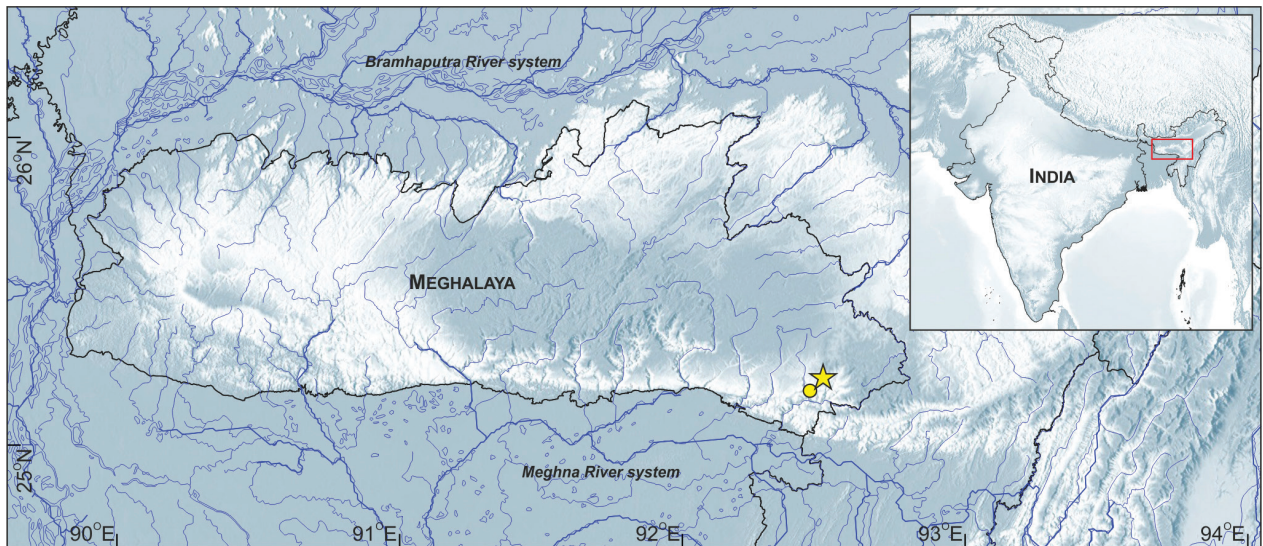 Bramhaputra River system
INDIA
MEGHALAYA
Meghna River system
26°N
25°N
90°E
91°E
92°E
93°E
94°E